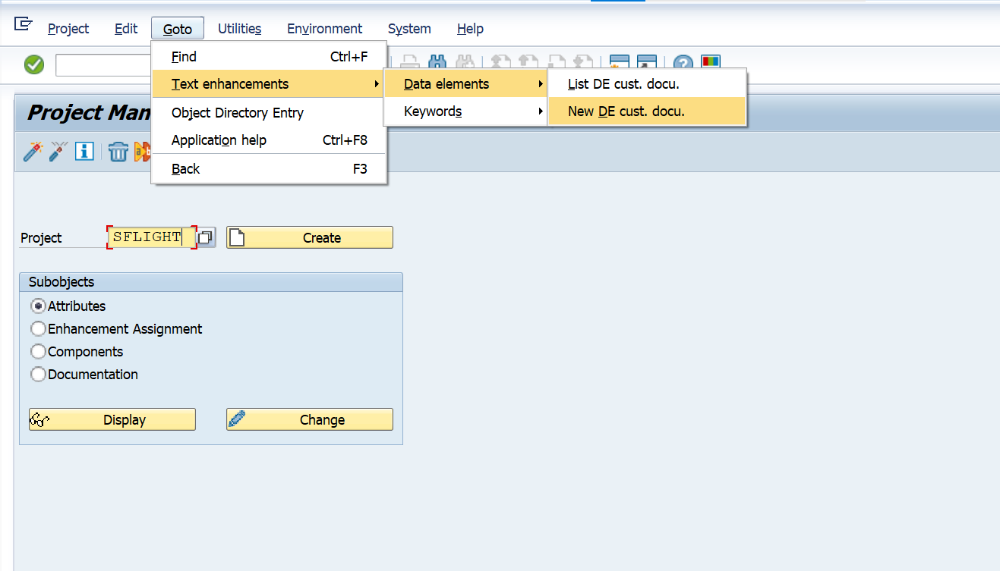 Project Edit Goto Utilities Environment System Help
Find Ctrl+F
Text enhancements Data elements List DE cust. docu.
Object Directory Entry Keywords New DE cust. docu.
Application help Ctrl+F8
Back F3
Project Man
Project SFLIGHT Create
Subobjects
Attributes
Enhancement Assignment
Components
Documentation
Display Change